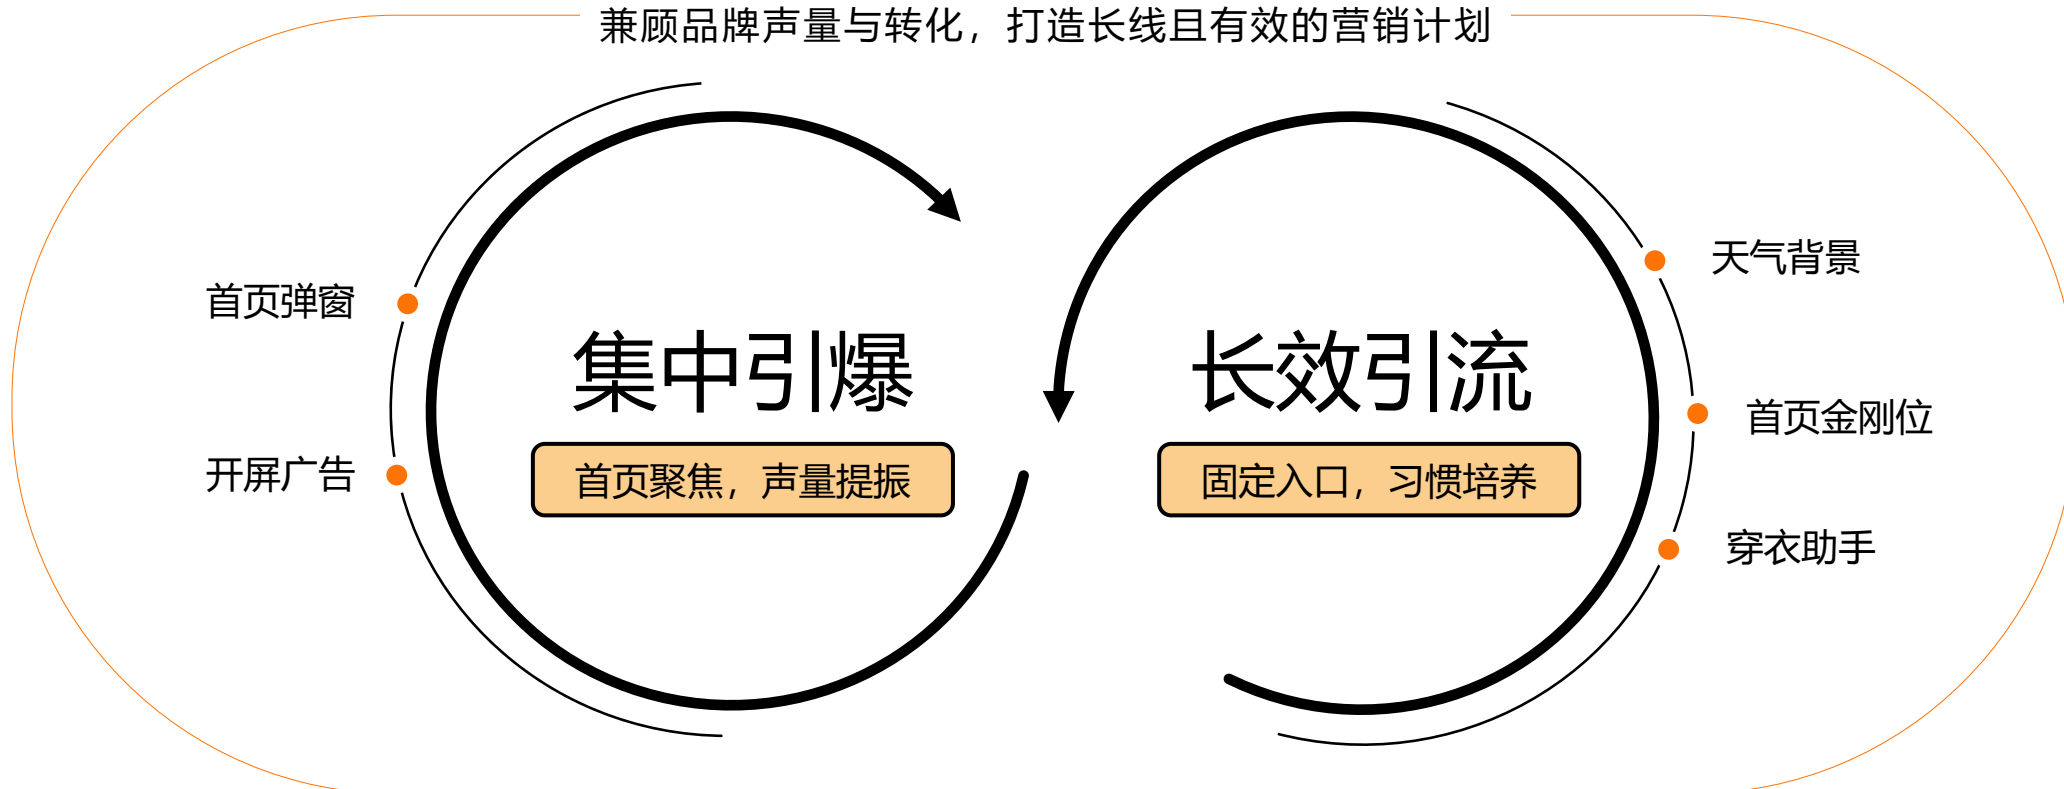 兼顾品牌声量与转化，打造长线且有效的营销计划
首页弹窗
开屏广告
集中引爆
首页聚焦，声量提振
长效引流
固定入口，习惯培养
天气背景
首页金刚位
穿衣助手